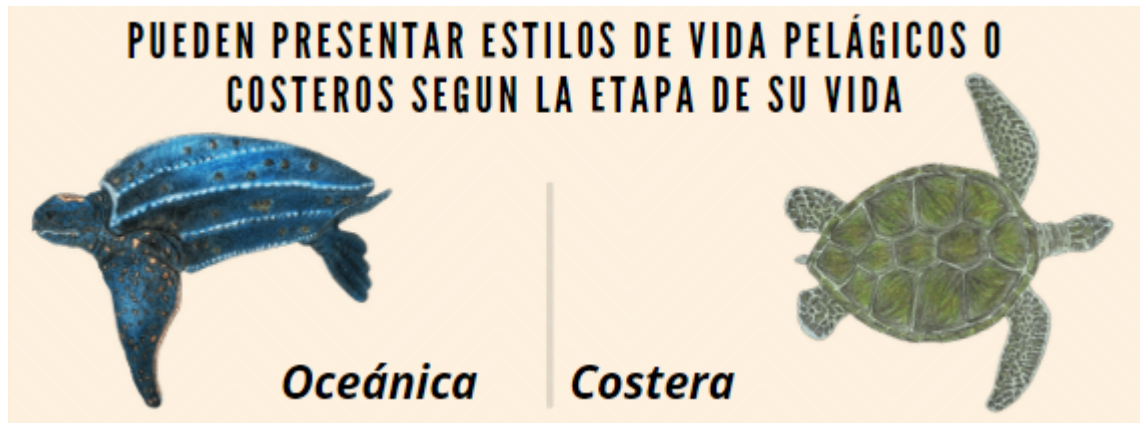 PUEDEN PRESENTAR ESTILOS DE VIDA PELÁGICOS O
COSTEROS SEGUN LA ETAPA DE SU VIDA
Oceánica
Costera